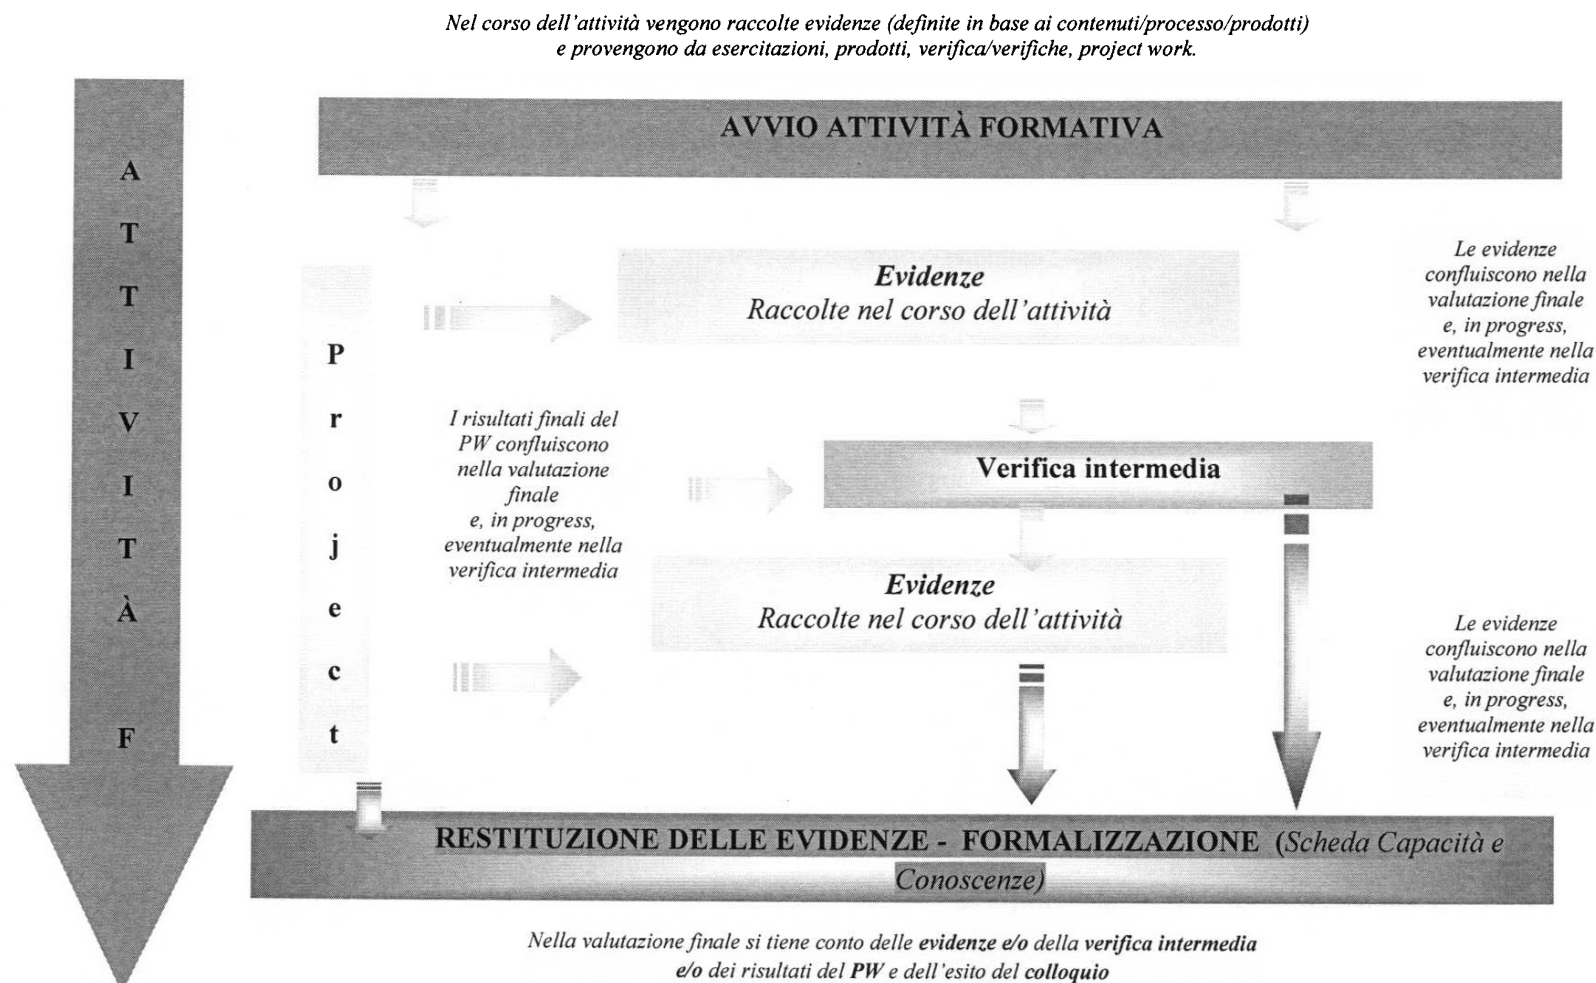 Nel corso dell'attività vengono raccolte evidenze (definite in base ai contenuti/processo/prodotti)
e provengono da esercitazioni, prodotti, verifica/verifiche, project work.
AVVIO ATTIVITÀ FORMATIVA
A
T
T
I
V
I
T
À
F
P
r
o
j
e
c
t
Evidenze
Raccolte nel corso dell'attività
Le evidenze
confluiscono nella
valutazione finale
e, in progress,
eventualmente nella
verifica intermedia
I risultati finali del
PW confluiscono
nella valutazione
finale
e, in progress,
eventualmente nella
verifica intermedia
Verifica intermedia
Evidenze
Raccolte nel corso dell'attività
Le evidenze
confluiscono nella
valutazione finale
e, in progress,
eventualmente nella
verifica intermedia
RESTITUZIONE DELLE EVIDENZE - FORMALIZZAZIONE (Scheda Capacità e
Conoscenze)
Nella valutazione finale si tiene conto delle evidenze e/o della verifica intermedia
e/o dei risultati del PW e dell'esito del colloquio